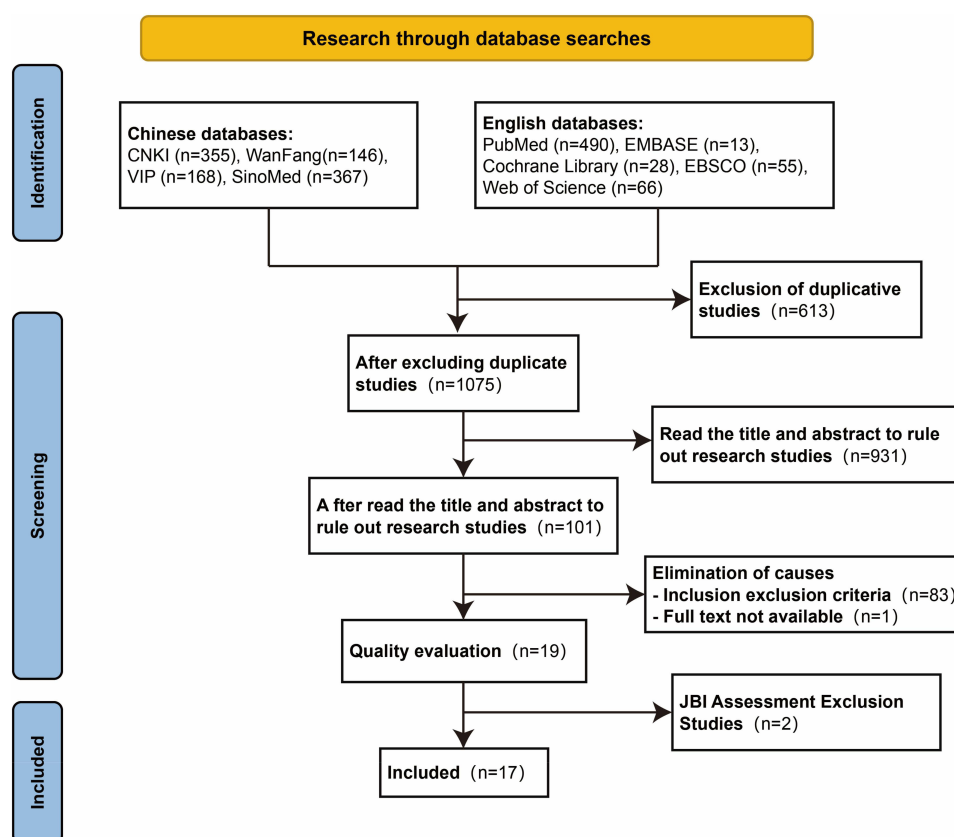 Research through database searches
Identification
Chinese databases:
CNKI (n=355), WanFang(n=146),
VIP (n=168), SinoMed (n=367)
English databases:
PubMed (n=490), EMBASE (n=13),
Cochrane Library (n=28), EBSCO (n=55),
Web of Science (n=66)
Exclusion of duplicative
studies (n=613)
Screening
After excluding duplicate
studies (n=1075)
Read the title and abstract to rule
out research studies (n=931)
A fter read the title and abstract to
rule out research studies (n=101)
Elimination of causes
- Inclusion exclusion criteria (n=83)
- Full text not available (n=1)
Quality evaluation (n=19)
JBI Assessment Exclusion
Studies (n=2)
Included
Included (n=17)